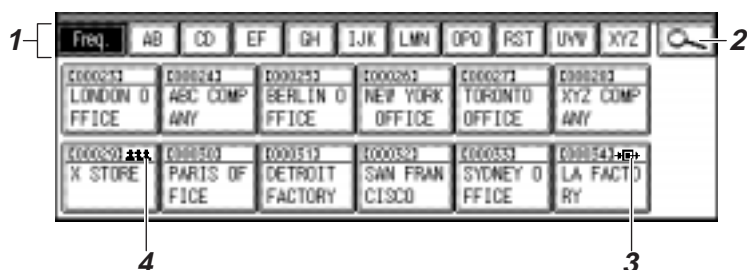 1 Freq. AB CD EF GH IJK LMN OPQ RST UVW XYZ 2
[00023] [00024] [00025] [00026] [00027] [00028]
LONDON O ABC COMP BERLIN O NEW YORK TORONTO XYZ COMP
FFICE ANY FFICE OFFICE OFFICE ANY
[00029] [00030] [00031] [00032] [00033] [00034]
X STORE PARIS OF DETROIT SAN FRAN SYDNEY O LA FACTO
FICE FACTORY CISCO FFICE RY
4 3